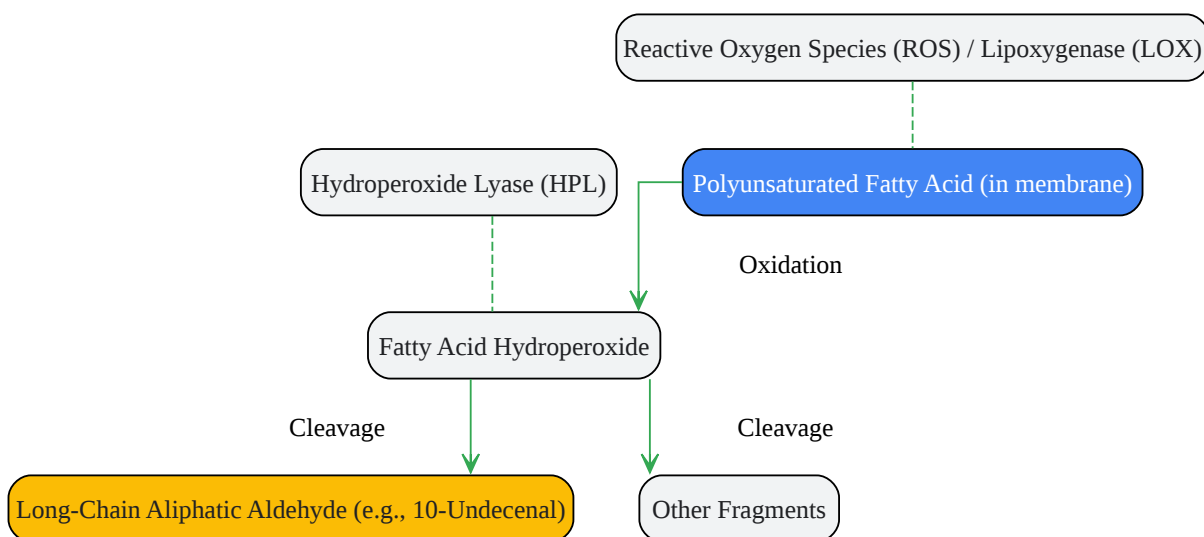 Reactive Oxygen Species (ROS) / Lipoxygenase (LOX)
Hydroperoxide Lyase (HPL)
Polyunsaturated Fatty Acid (in membrane)
Oxidation
Fatty Acid Hydroperoxide
Cleavage
Cleavage
Long-Chain Aliphatic Aldehyde (e.g., 10-Undecenal)
Other Fragments